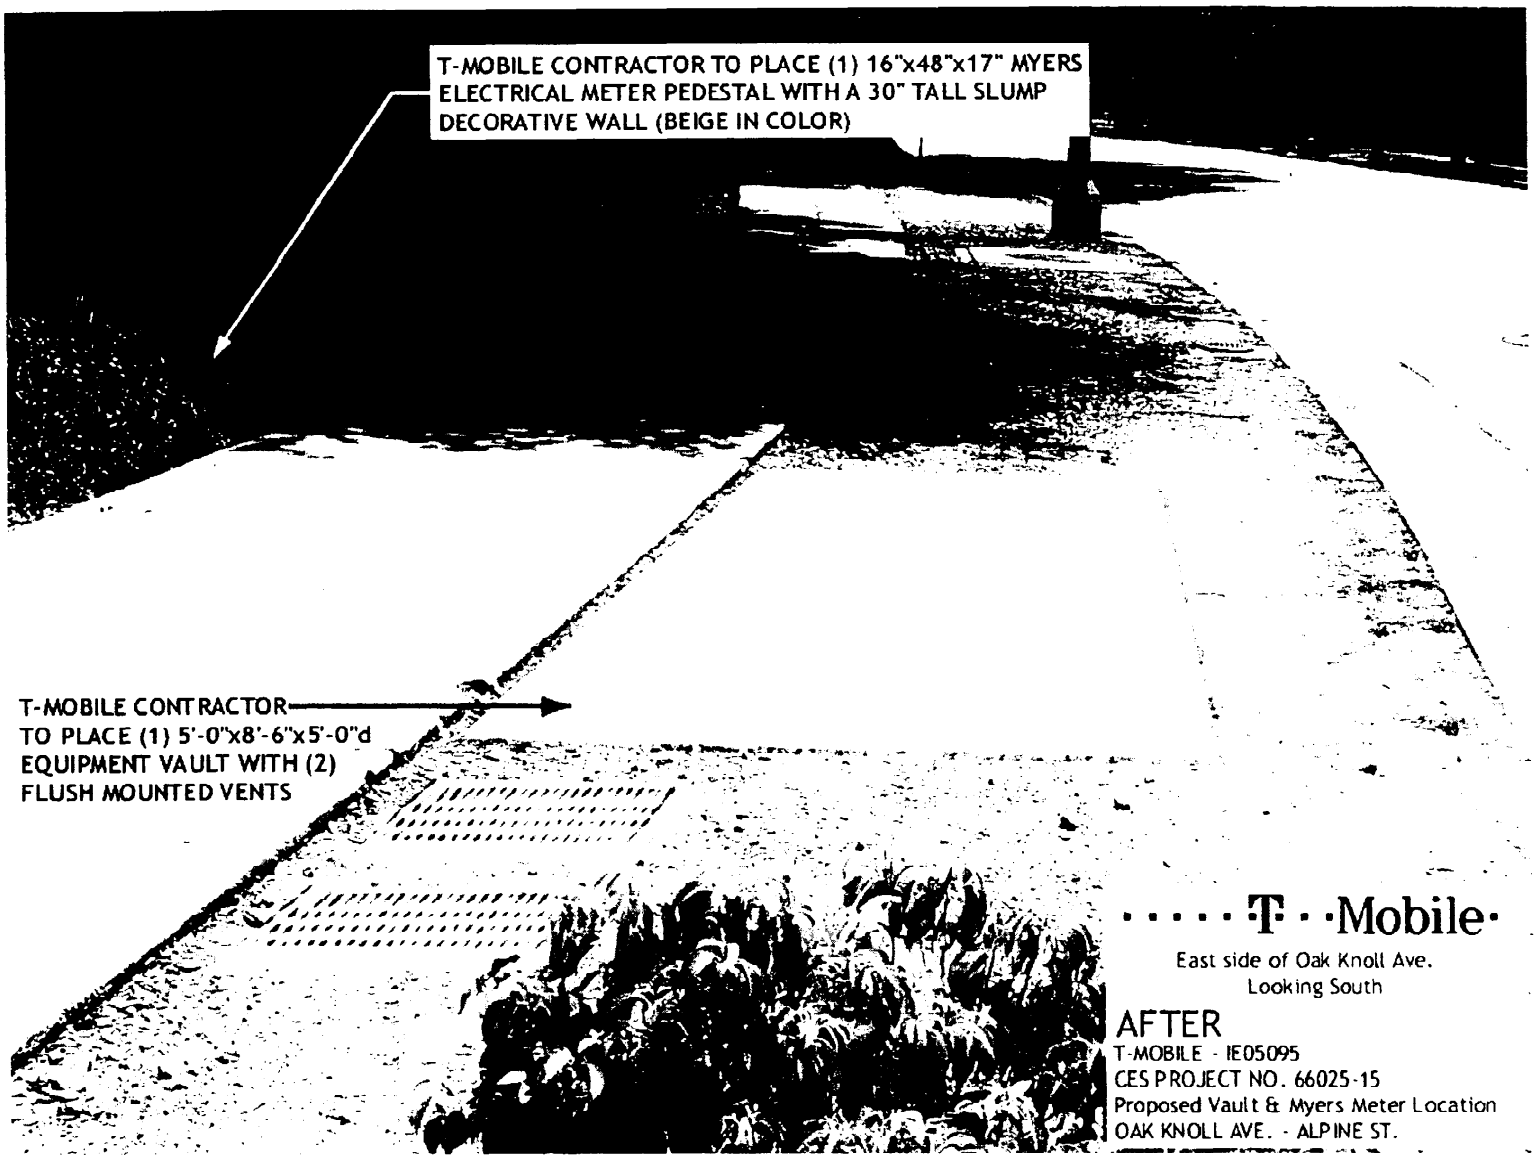 T-MOBILE CONTRACTOR TO PLACE (1) 16"x48"x17" MYERS
ELECTRICAL METER PEDESTAL WITH A 30" TALL SLUMP
DECORATIVE WALL (BEIGE IN COLOR)
T-MOBILE CONTRACTOR
TO PLACE (1) 5'-0"x8'-6"x5'-0"d
EQUIPMENT VAULT WITH (2)
FLUSH MOUNTED VENTS
·····T··Mobile·
East side of Oak Knoll Ave.
Looking South
AFTER
T-MOBILE - IE05095
CES PROJECT NO. 66025-15
Proposed Vault & Myers Meter Location
OAK KNOLL AVE. - ALPINE ST.